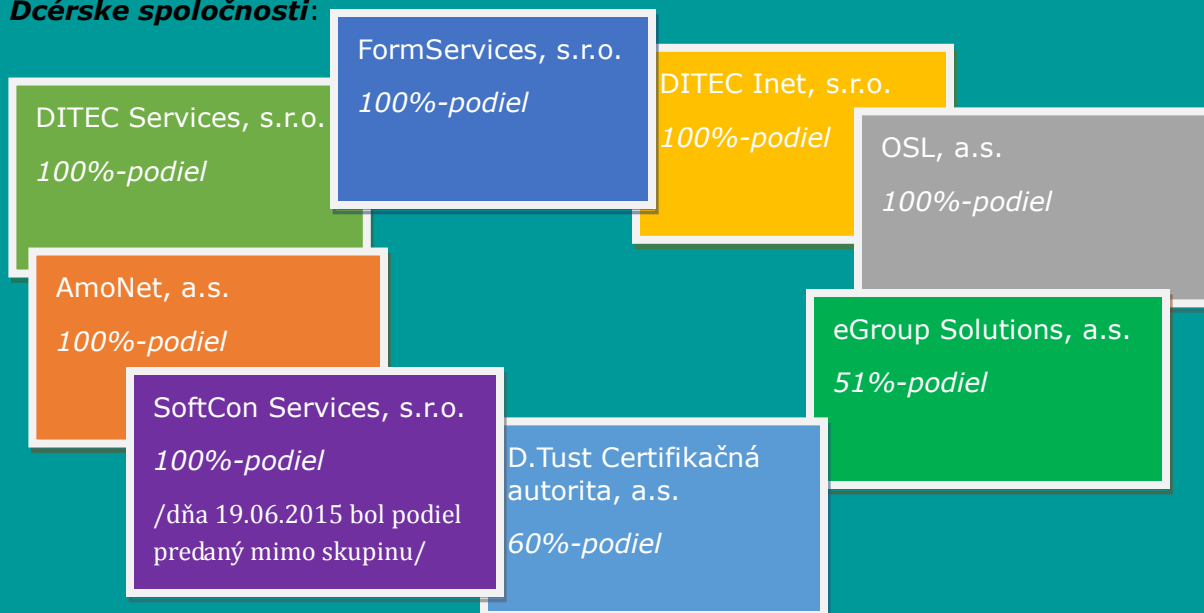 Dcérske spoločnosti:
FormServices, s.r.o.
100%-podiel
DITEC Inet, s.r.o.
100%-podiel
DITEC Services, s.r.o.
100%-podiel
OSL, a.s.
100%-podiel
AmoNet, a.s.
100%-podiel
eGroup Solutions, a.s.
51%-podiel
SoftCon Services, s.r.o.
100%-podiel
/dňa 19.06.2015 bol podiel
predaný mimo skupinu/
D.Tust Certifikačná
autorita, a.s.
60%-podiel